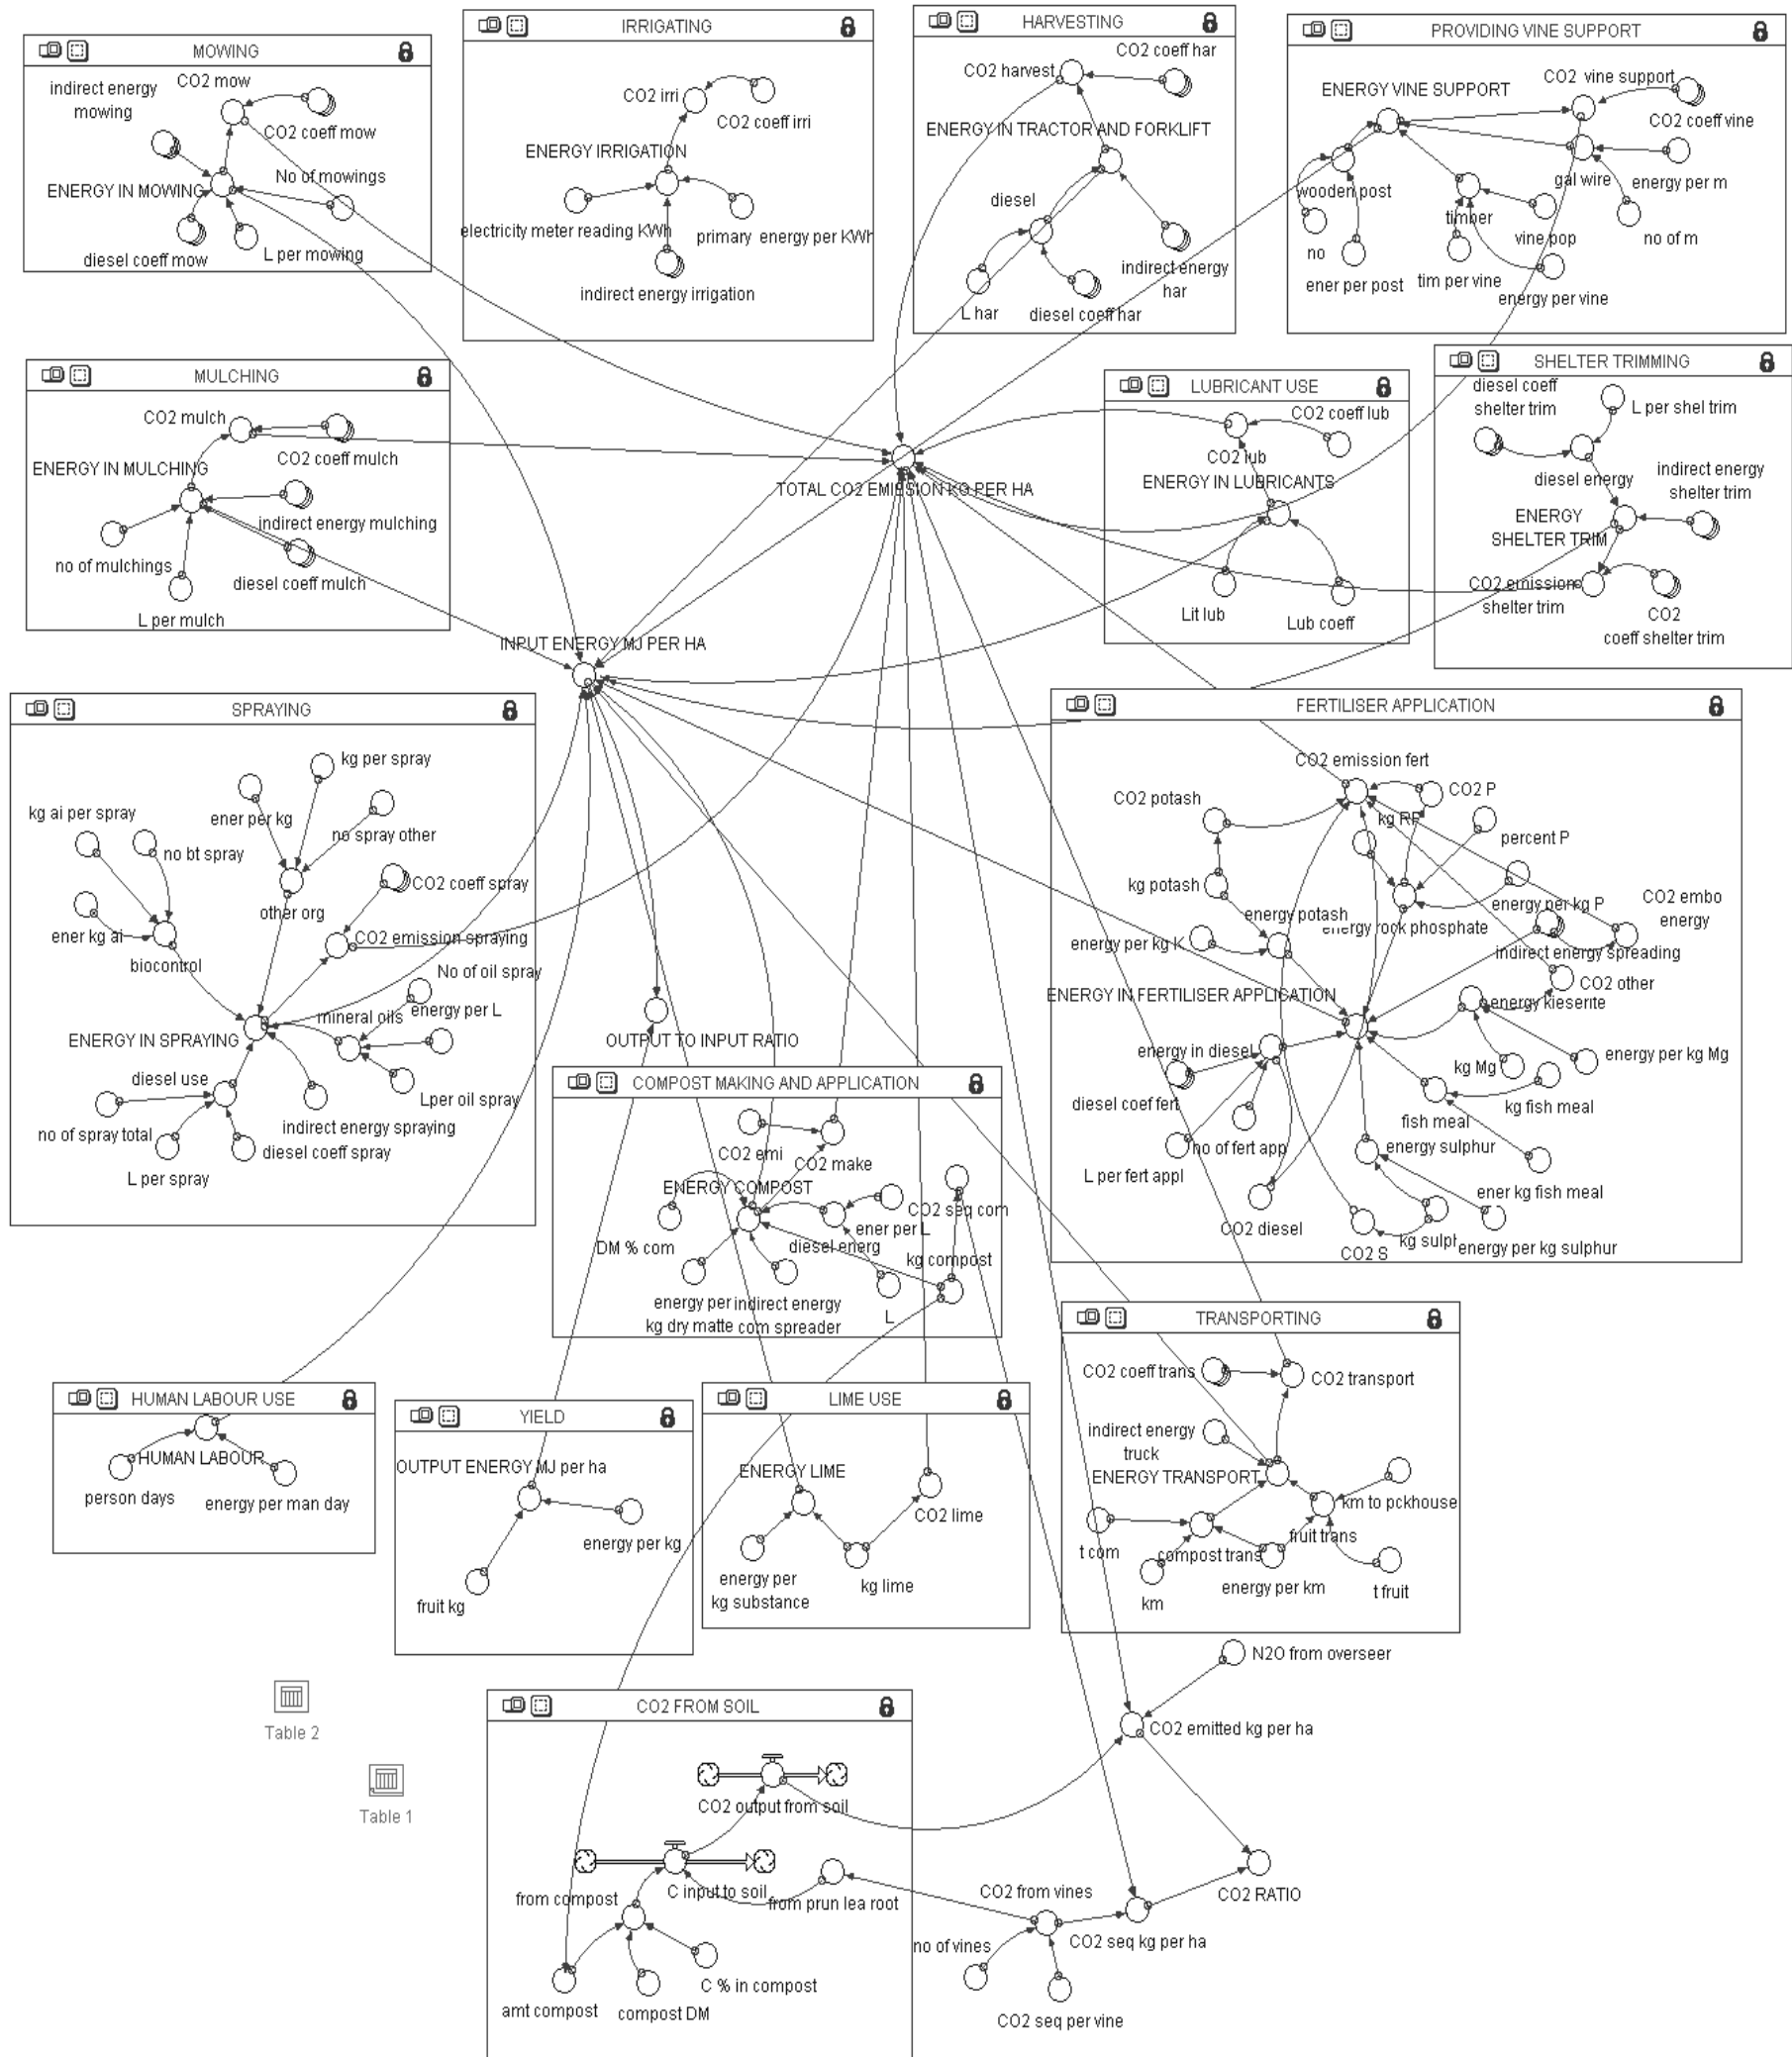 MOWING
indirect energy
mowing
CO2 mow
CO2 coeff mow
No of mowings
ENERGY IN MOWING
diesel coeff mow
L per mowing
IRRIGATING
CO2 irri
CO2 coeff irri
ENERGY IRRIGATION
electricity meter reading KWh
primary energy per KWh
indirect energy irrigation
HARVESTING
CO2 coeff har
CO2 harvest
ENERGY IN TRACTOR AND FORKLIFT
diesel
indirect energy
har
L har
diesel coeff har
PROVIDING VINE SUPPORT
CO2 vine support
ENERGY VINE SUPPORT
CO2 coeff vine
gal wire
energy per m
wooden post
timber
vine pop
no of m
no
ener per post
tim per vine
energy per vine
MULCHING
CO2 mulch
CO2 coeff mulch
ENERGY IN MULCHING
indirect energy mulching
no of mulchings
diesel coeff mulch
L per mulch
LUBRICANT USE
CO2 coeff lub
CO2 lub
ENERGY IN LUBRICANTS
Lit lub
Lub coeff
SHELTER TRIMMING
diesel coeff
shelter trim
L per shel trim
diesel energy
indirect energy
shelter trim
ENERGY
SHELTER TRIM
CO2 emission
shelter trim
CO2
coeff shelter trim
TOTAL CO2 EMISSION KG PER HA
INPUT ENERGY MJ PER HA
SPRAYING
kg per spray
kg ai per spray
ener per kg
no bt spray
no spray other
CO2 coeff spray
other org
ener kg ai
CO2 emission spraying
biocontrol
No of oil spray
mineral oils
energy per L
ENERGY IN SPRAYING
diesel use
Lper oil spray
no of spray total
indirect energy spraying
diesel coeff spray
L per spray
OUTPUT TO INPUT RATIO
FERTILISER APPLICATION
CO2 emission fert
CO2 potash
CO2 P
kg RP
percent P
kg potash
energy per kg P
CO2 embo
energy
energy potash
energy rock phosphate
energy per kg K
indirect energy spreading
CO2 other
ENERGY IN FERTILISER APPLICATION
energy kieserite
energy in diesel
energy per kg Mg
kg Mg
diesel coef fert
kg fish meal
fish meal
no of fert app
energy sulphur
L per fert appl
ener kg fish meal
CO2 diesel
CO2 S
kg sulpl
energy per kg sulphur
COMPOST MAKING AND APPLICATION
CO2 emi
CO2 make
ENERGY COMPOST
CO2 seq com
ener per L
DM % com
diesel energ
kg compost
energy per
kg dry matte
indirect energy
com spreader
L
TRANSPORTING
CO2 coeff trans
CO2 transport
indirect energy
truck
ENERGY TRANSPORT
km to pckhouse
fruit trans
t com
compost trans
energy per km
t fruit
km
HUMAN LABOUR USE
HUMAN LABOUR
person days
energy per man day
YIELD
OUTPUT ENERGY MJ per ha
energy per kg
fruit kg
LIME USE
ENERGY LIME
CO2 lime
energy per
kg substance
kg lime
N2O from overseer
CO2 emitted kg per ha
Table 2
Table 1
CO2 FROM SOIL
CO2 output from soil
from compost
C input to soil
from prun lea root
C % in compost
amt compost
compost DM
CO2 from vines
CO2 RATIO
no of vines
CO2 seq kg per ha
CO2 seq per vine